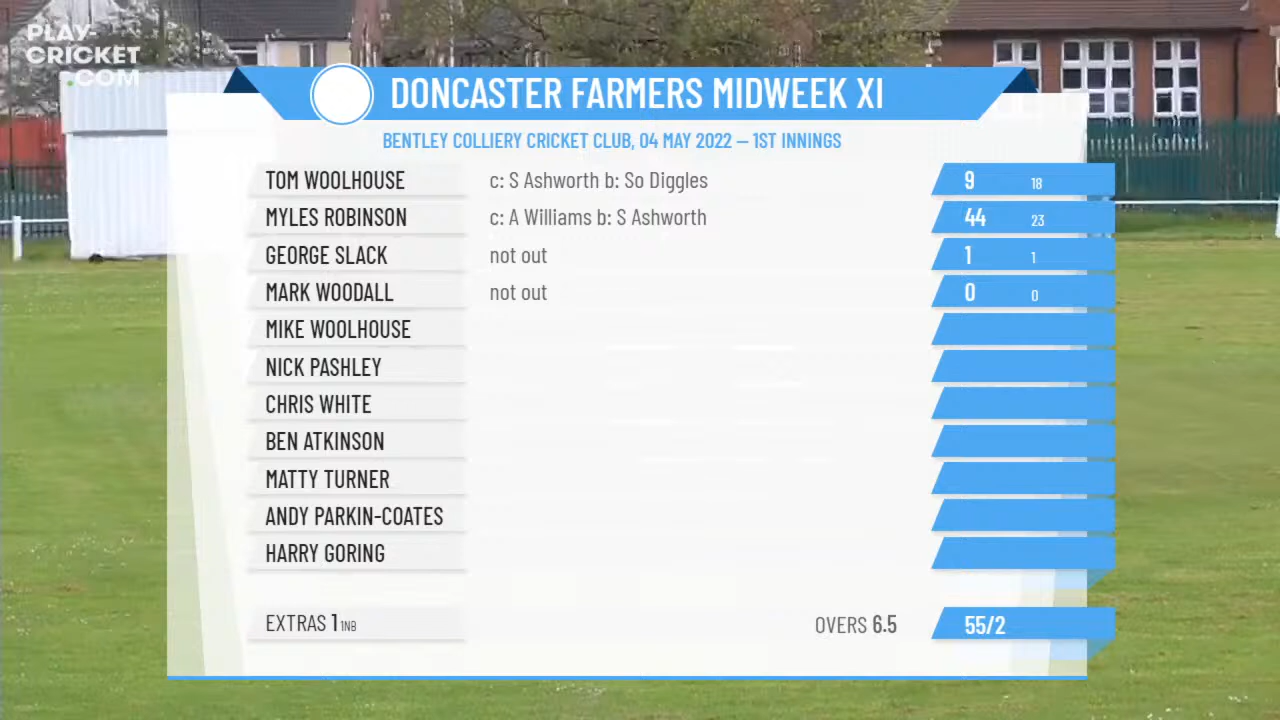 PLAY-
CRICKET
.COM
DONCASTER FARMERS MIDWEEK XI
BENTLEY COLLIERY CRICKET CLUB, 04 MAY 2022 – 1ST INNINGS
TOM WOOLHOUSE c: S Ashworth b: So Diggles 9 18
MYLES ROBINSON c: A Williams b: S Ashworth 44 23
GEORGE SLACK not out 1 1
MARK WOODALL not out 0 0
MIKE WOOLHOUSE
NICK PASHLEY
CHRIS WHITE
BEN ATKINSON
MATTY TURNER
ANDY PARKIN-COATES
HARRY GORING
EXTRAS 1 1NB OVERS 6.5 55/2